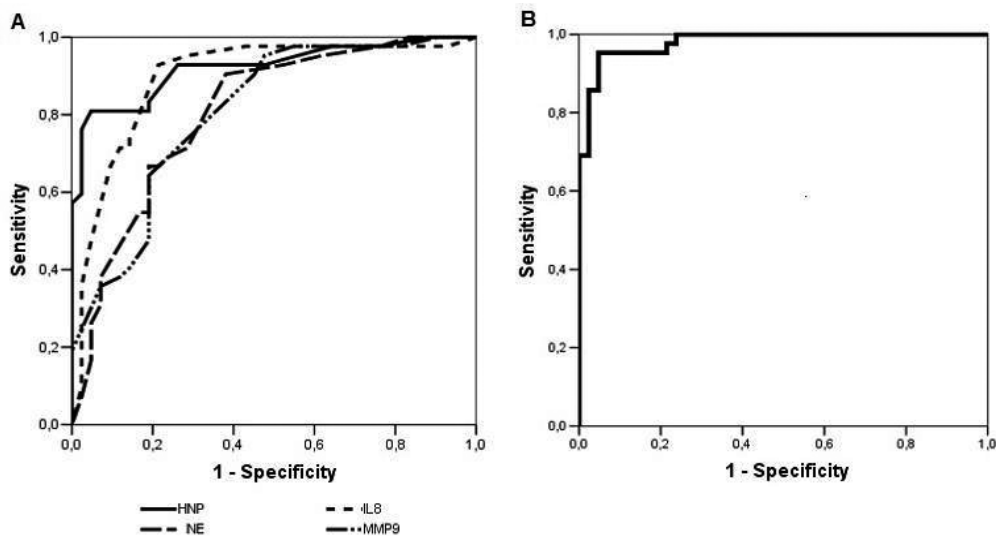 A
1,0
0,8
0,6
0,4
0,2
0,0
Sensitivity
0,0 0,2 0,4 0,6 0,8 1,0
1 - Specificity
HNP
IL8
NE
MMP9
B
1,0
0,8
0,6
0,4
0,2
0,0
Sensitivity
0,0 0,2 0,4 0,6 0,8 1,0
1 - Specificity